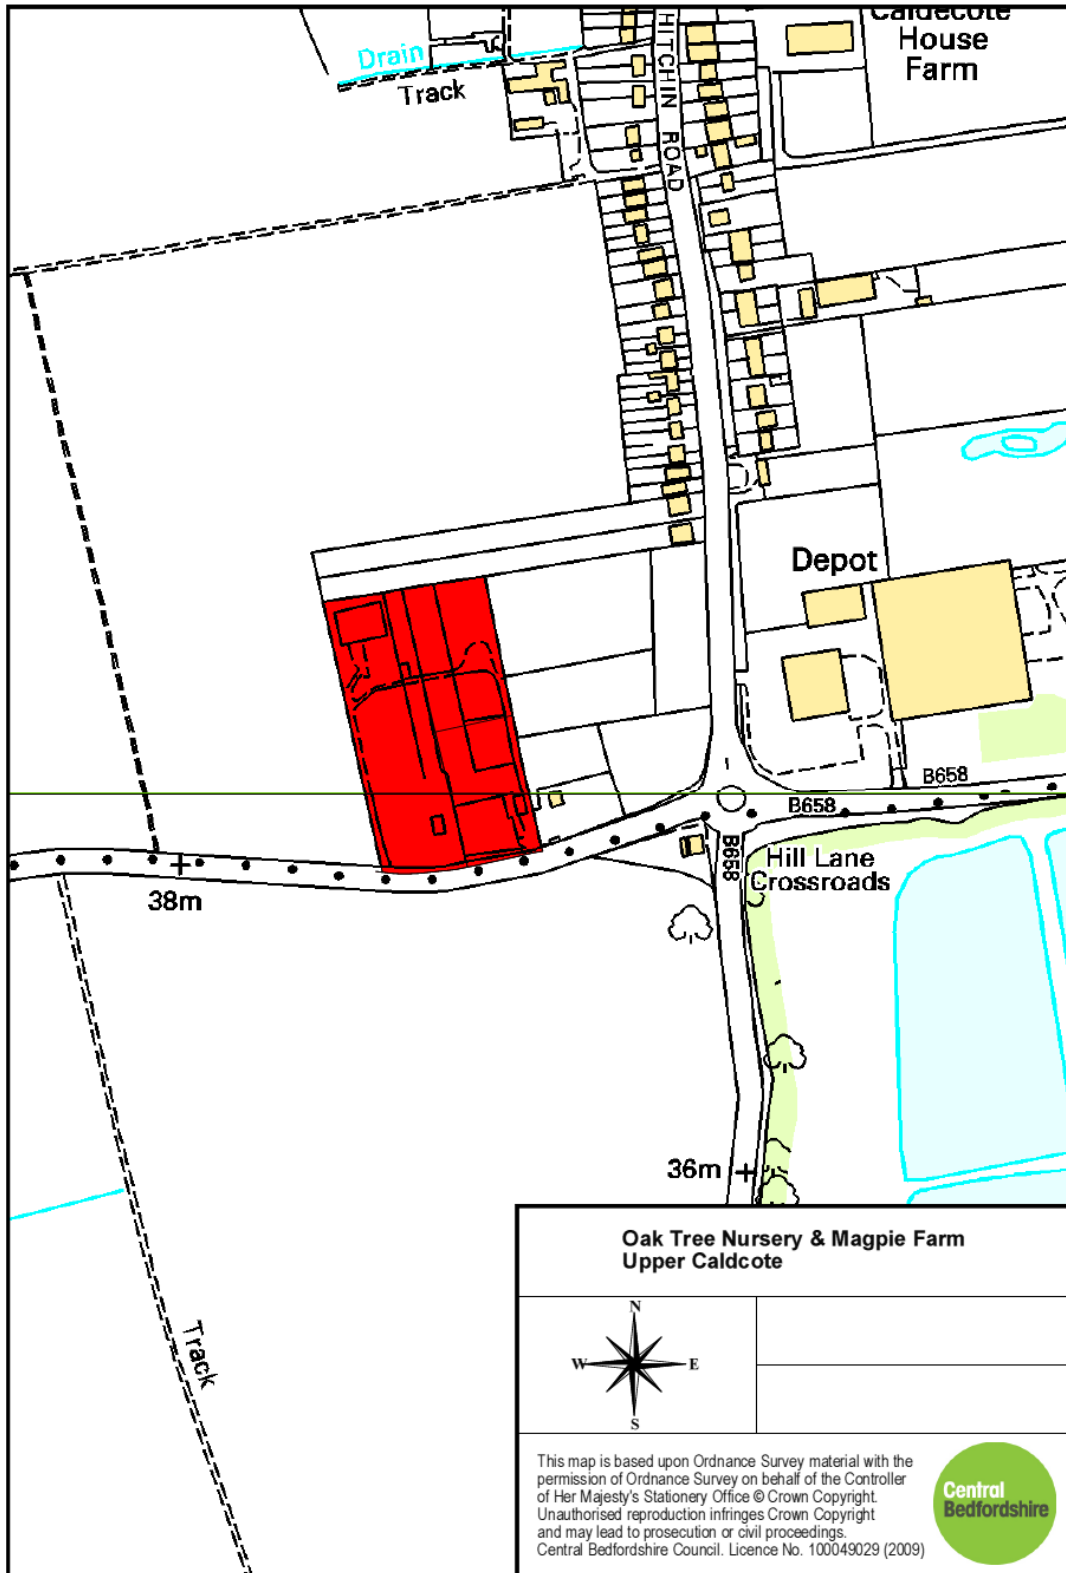 Caldecote
House
Farm
Drain
Track
HITCHIN ROAD
Depot
B658
B658
B658
Hill Lane
Crossroads
38m
36m
Track
Oak Tree Nursery & Magpie Farm
Upper Caldcote
N
W
E
S
This map is based upon Ordnance Survey material with the
permission of Ordnance Survey on behalf of the Controller
of Her Majesty's Stationery Office © Crown Copyright.
Unauthorised reproduction infringes Crown Copyright
and may lead to prosecution or civil proceedings.
Central Bedfordshire Council. Licence No. 100049029 (2009)
Central
Bedfordshire